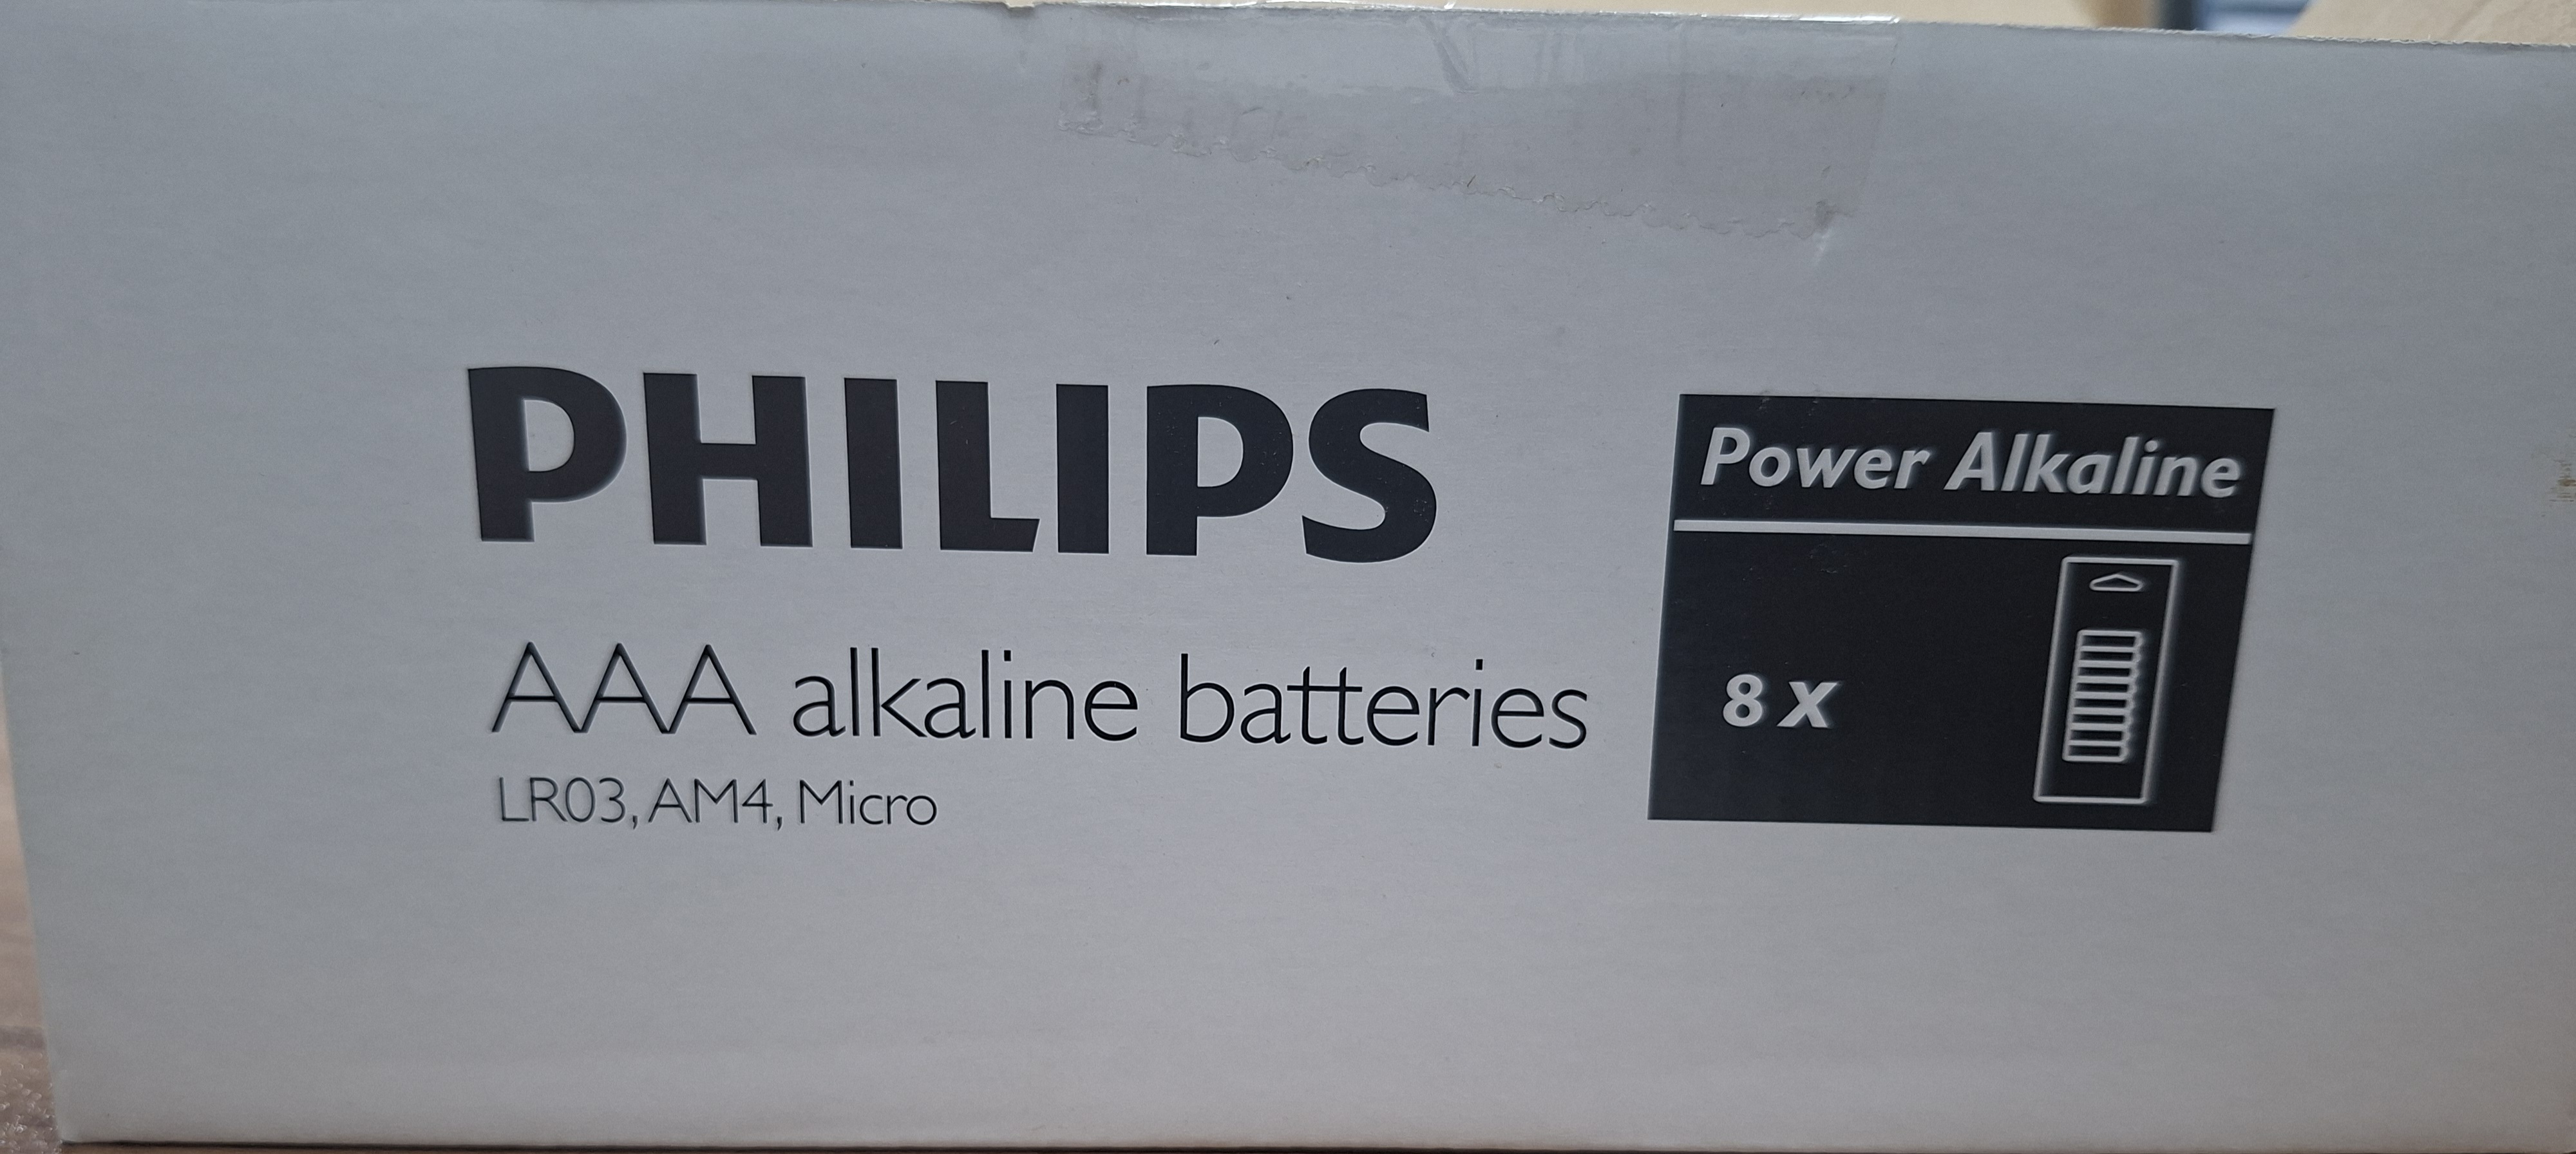 PHILIPS
AAA alkaline batteries
LR03, AM4, Micro
Power Alkaline
8 X